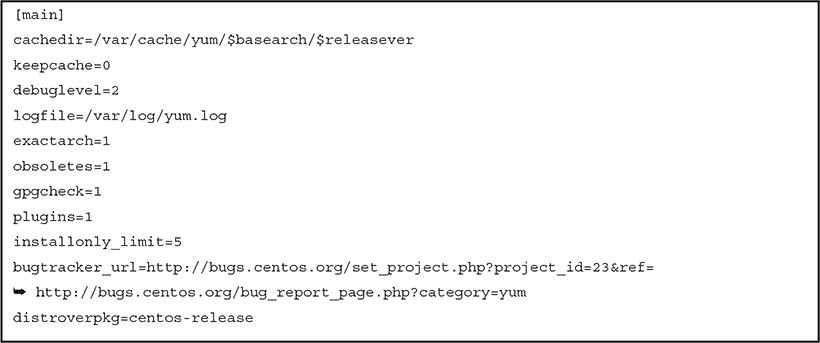 [main]
cachedir=/var/cache/yum/$basearch/$releasever
keepcache=0
debuglevel=2
logfile=/var/log/yum.log
exactarch=1
obsoletes=1
gpgcheck=1
plugins=1
installonly_limit=5
bugtracker_url=http://bugs.centos.org/set_project.php?project_id=23&ref=
➥ http://bugs.centos.org/bug_report_page.php?category=yum
distroverpkg=centos-release